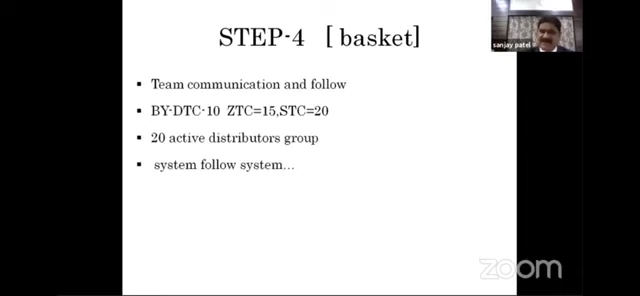 STEP-4 [ basket]
sanjay patel
▪ Team communication and follow
▪ BY-DTC-10 ZTC=15,STC=20
▪ 20 active distributors group
▪ system follow system...
zoom